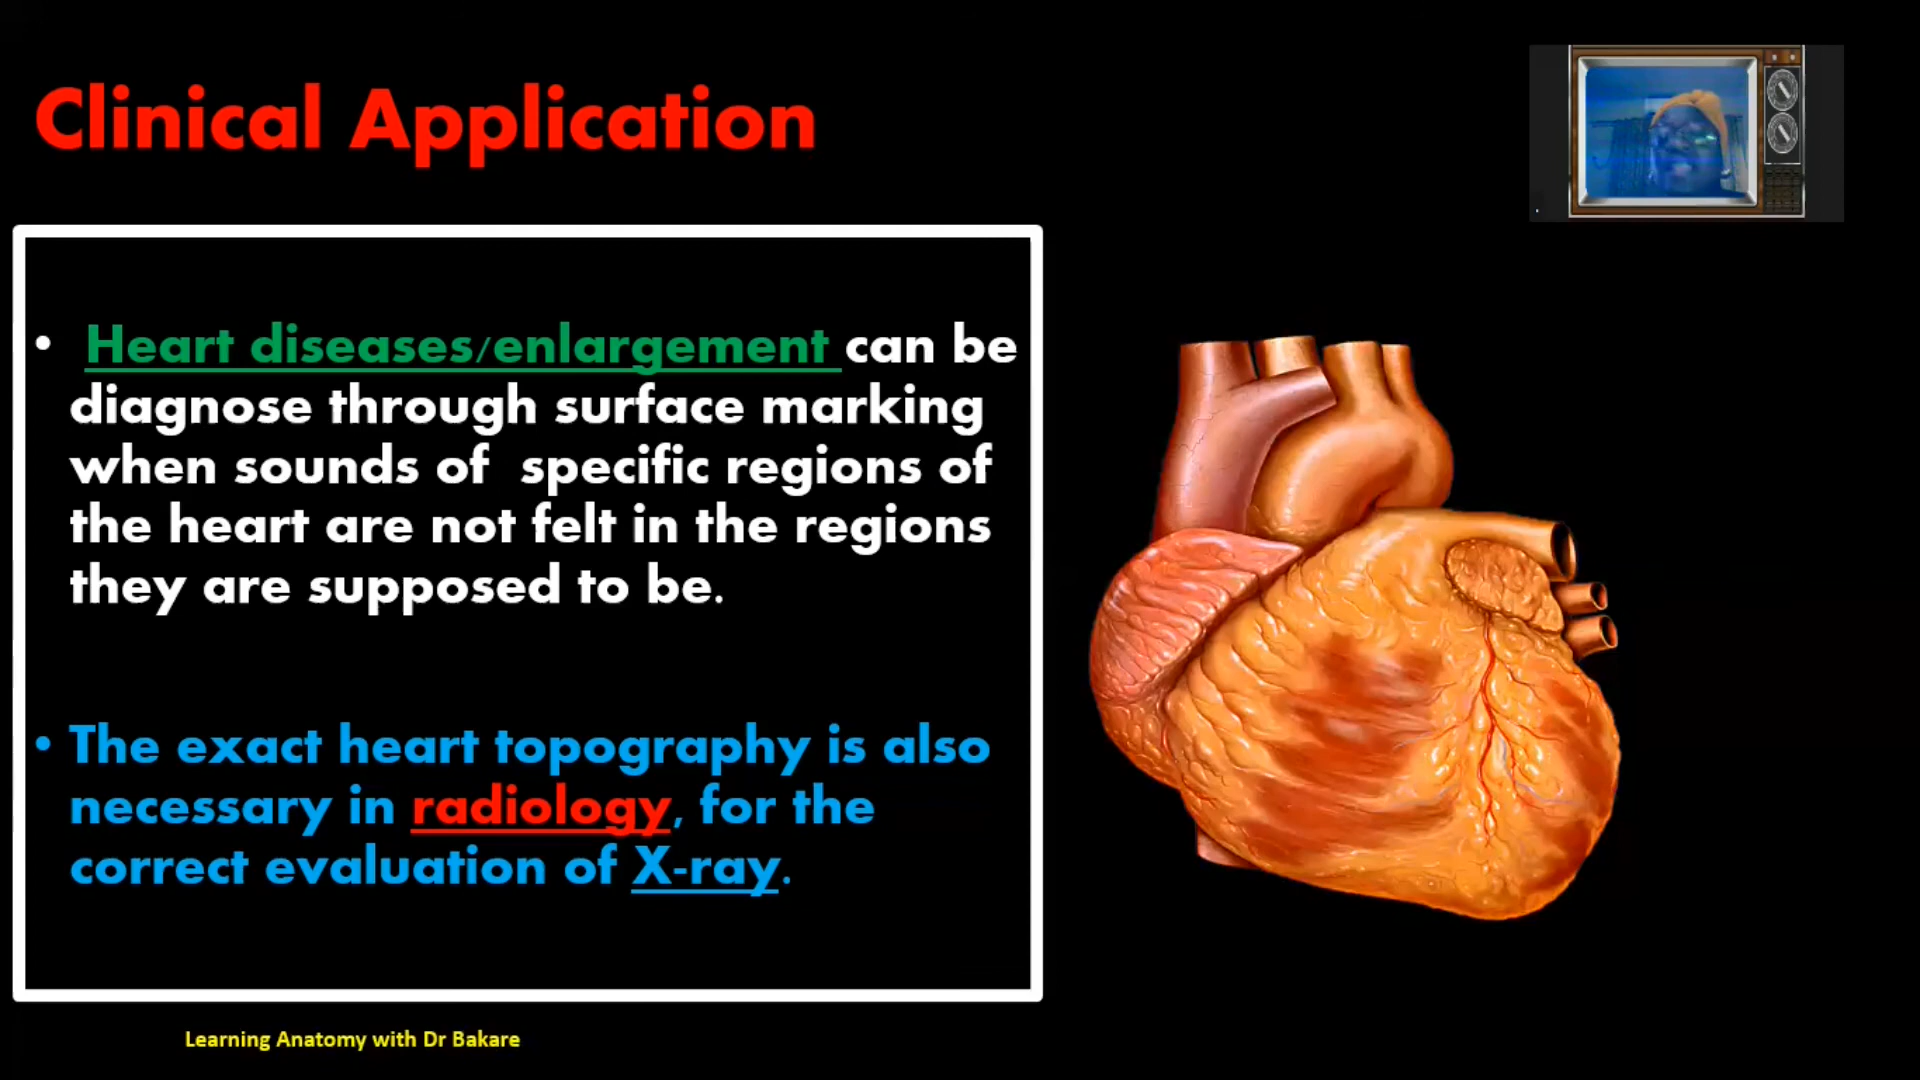 Clinical Application
• Heart diseases/enlargement can be
diagnose through surface marking
when sounds of specific regions of
the heart are not felt in the regions
they are supposed to be.
• The exact heart topography is also
necessary in radiology, for the
correct evaluation of X-ray.
Learning Anatomy with Dr Bakare